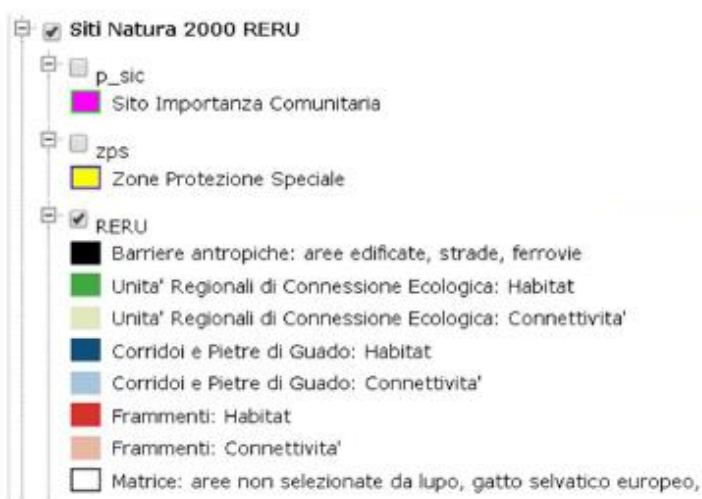 Siti Natura 2000 RERU
p_sic
Sito Importanza Comunitaria
zps
Zone Protezione Speciale
RERU
Barriere antropiche: aree edificate, strade, ferrovie
Unita' Regionali di Connessione Ecologica: Habitat
Unita' Regionali di Connessione Ecologica: Connettivita'
Corridoi e Pietre di Guado: Habitat
Corridoi e Pietre di Guado: Connettivita'
Frammenti: Habitat
Frammenti: Connettivita'
Matrice: aree non selezionate da lupo, gatto selvatico europeo,